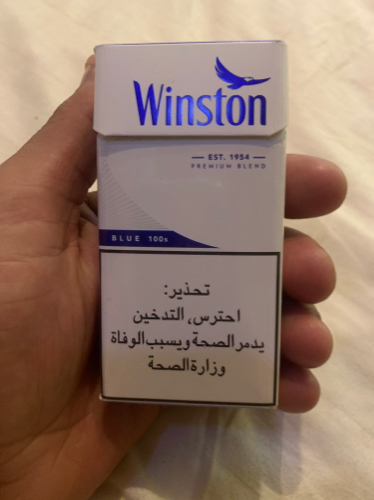 Winston
EST. 1954
PREMIUM BLEND
BLUE 100s
تحذير:
احترس، التدخين
يدمر الصحة ويسبب الوفاة
وزارة الصحة